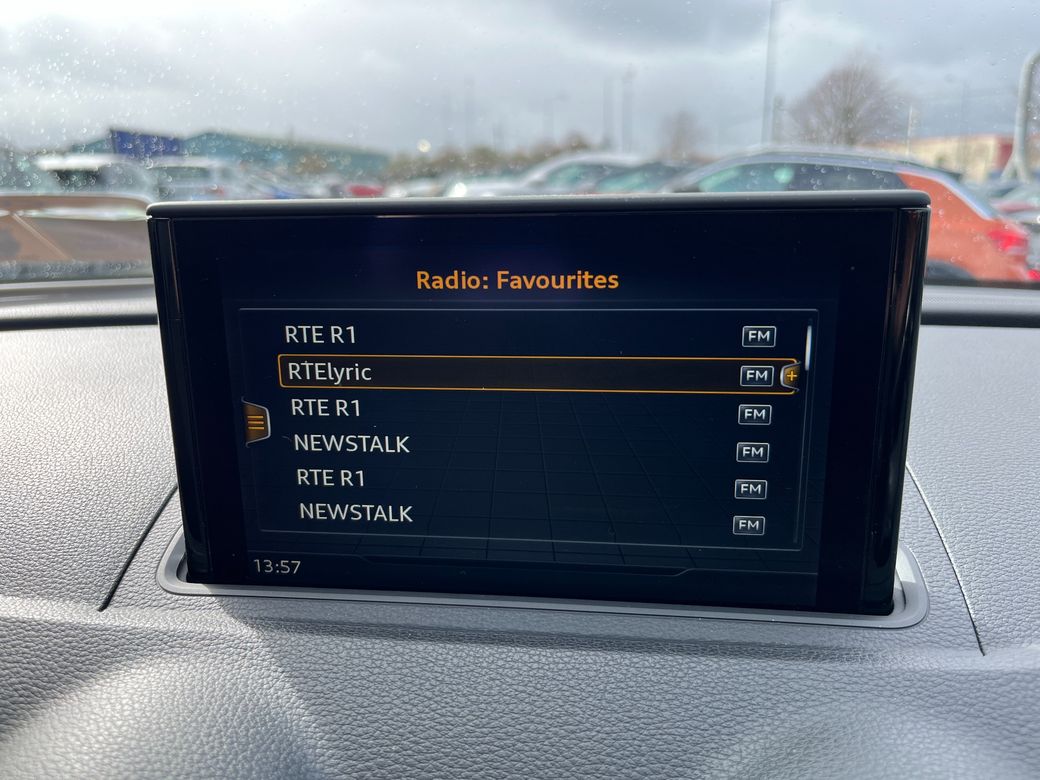 Radio: Favourites
RTE R1 FM
RTElyric FM +
RTE R1 FM
NEWSTALK FM
RTE R1 FM
NEWSTALK FM
13:57